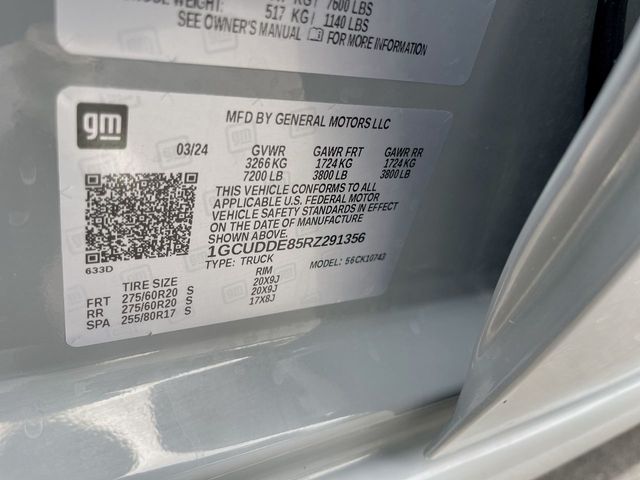 KG | 7600 LBS
WEIGHT: 517 KG | 1140 LBS
SEE OWNER'S MANUAL FOR MORE INFORMATION
gm
MFD BY GENERAL MOTORS LLC
03/24 GVWR GAWR FRT GAWR RR
3266 KG 1724 KG 1724 KG
7200 LB 3800 LB 3800 LB
THIS VEHICLE CONFORMS TO ALL
APPLICABLE U.S. FEDERAL MOTOR
VEHICLE SAFETY STANDARDS IN EFFECT
ON THE DATE OF MANUFACTURE
SHOWN ABOVE.
1GCUDDE85RZ291356
633D
TYPE: TRUCK MODEL: 56CK10743
TIRE SIZE RIM
FRT 275/60R20 S 20X9J
RR 275/60R20 S 20X9J
SPA 255/80R17 S 17X8J